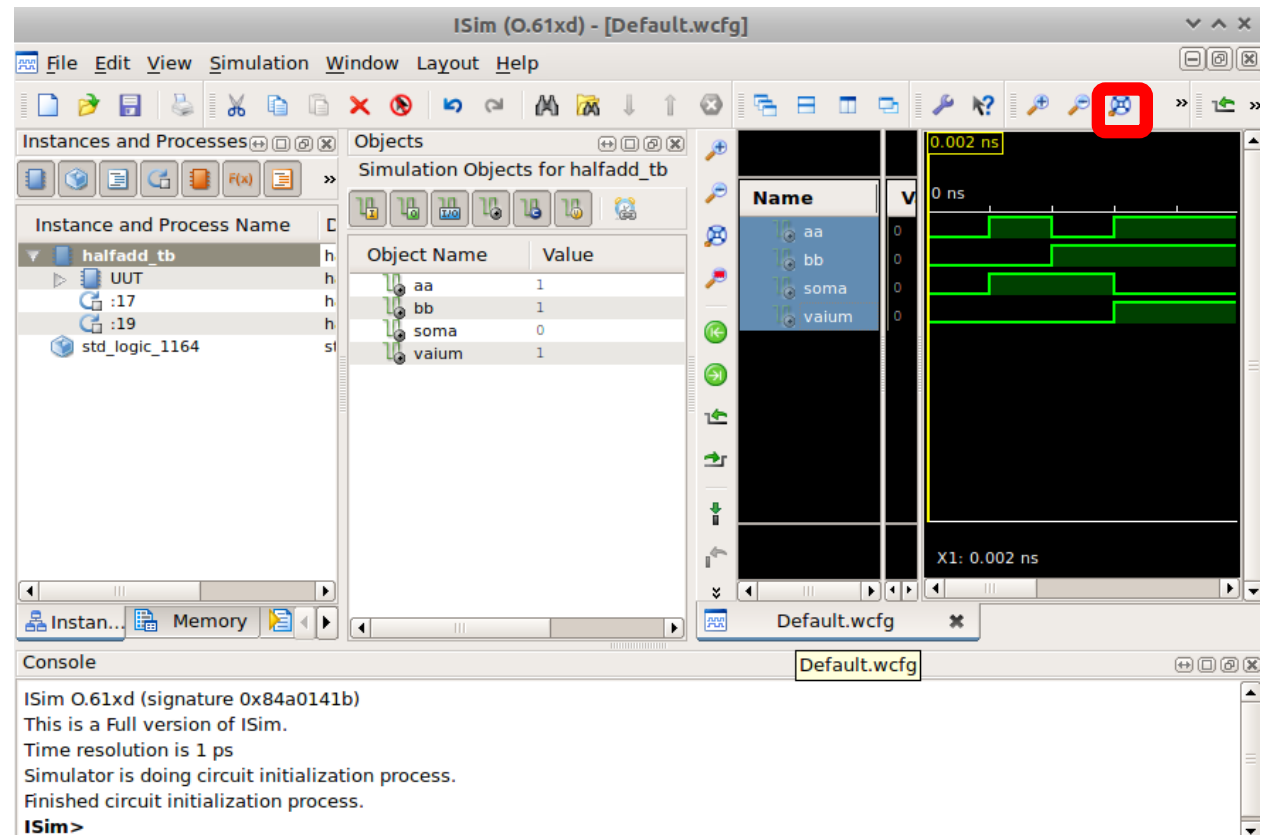 ISim (O.61xd) - [Default.wcfg]
File Edit View Simulation Window Layout Help
Instances and Processes
F(x)
»
Instance and Process Name D
halfadd_tb h
UUT h
:17 h
:19 h
std_logic_1164 st
Instan... Memory
Objects
Simulation Objects for halfadd_tb
Object Name Value
aa 1
bb 1
soma 0
vaium 1
Name V
aa 0
bb 0
soma 0
vaium 0
0.002 ns
0 ns
X1: 0.002 ns
Default.wcfg
Default.wcfg
Console
ISim O.61xd (signature 0x84a0141b)
This is a Full version of ISim.
Time resolution is 1 ps
Simulator is doing circuit initialization process.
Finished circuit initialization process.
ISim>